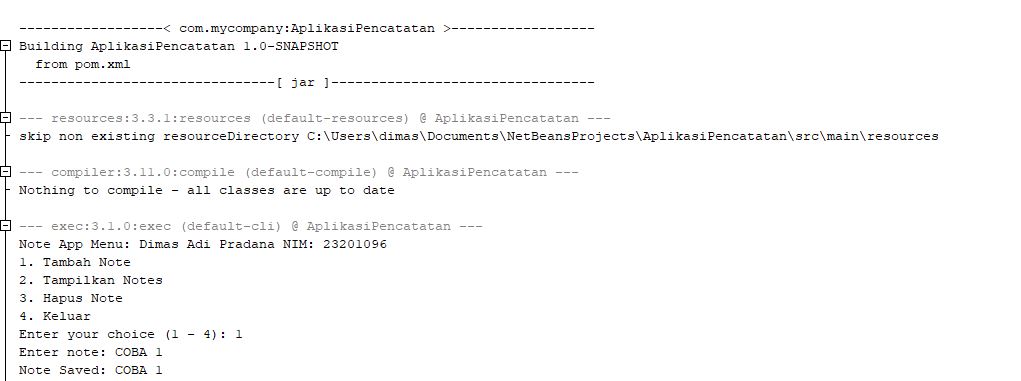 ------------------< com.mycompany:AplikasiPencatatan >------------------
Building AplikasiPencatatan 1.0-SNAPSHOT
  from pom.xml
--------------------------------[ jar ]---------------------------------
--- resources:3.3.1:resources (default-resources) @ AplikasiPencatatan ---
skip non existing resourceDirectory C:\Users\dimas\Documents\NetBeansProjects\AplikasiPencatatan\src\main\resources
--- compiler:3.11.0:compile (default-compile) @ AplikasiPencatatan ---
Nothing to compile - all classes are up to date
--- exec:3.1.0:exec (default-cli) @ AplikasiPencatatan ---
Note App Menu: Dimas Adi Pradana NIM: 23201096
1. Tambah Note
2. Tampilkan Notes
3. Hapus Note
4. Keluar
Enter your choice (1 - 4): 1
Enter note: COBA 1
Note Saved: COBA 1